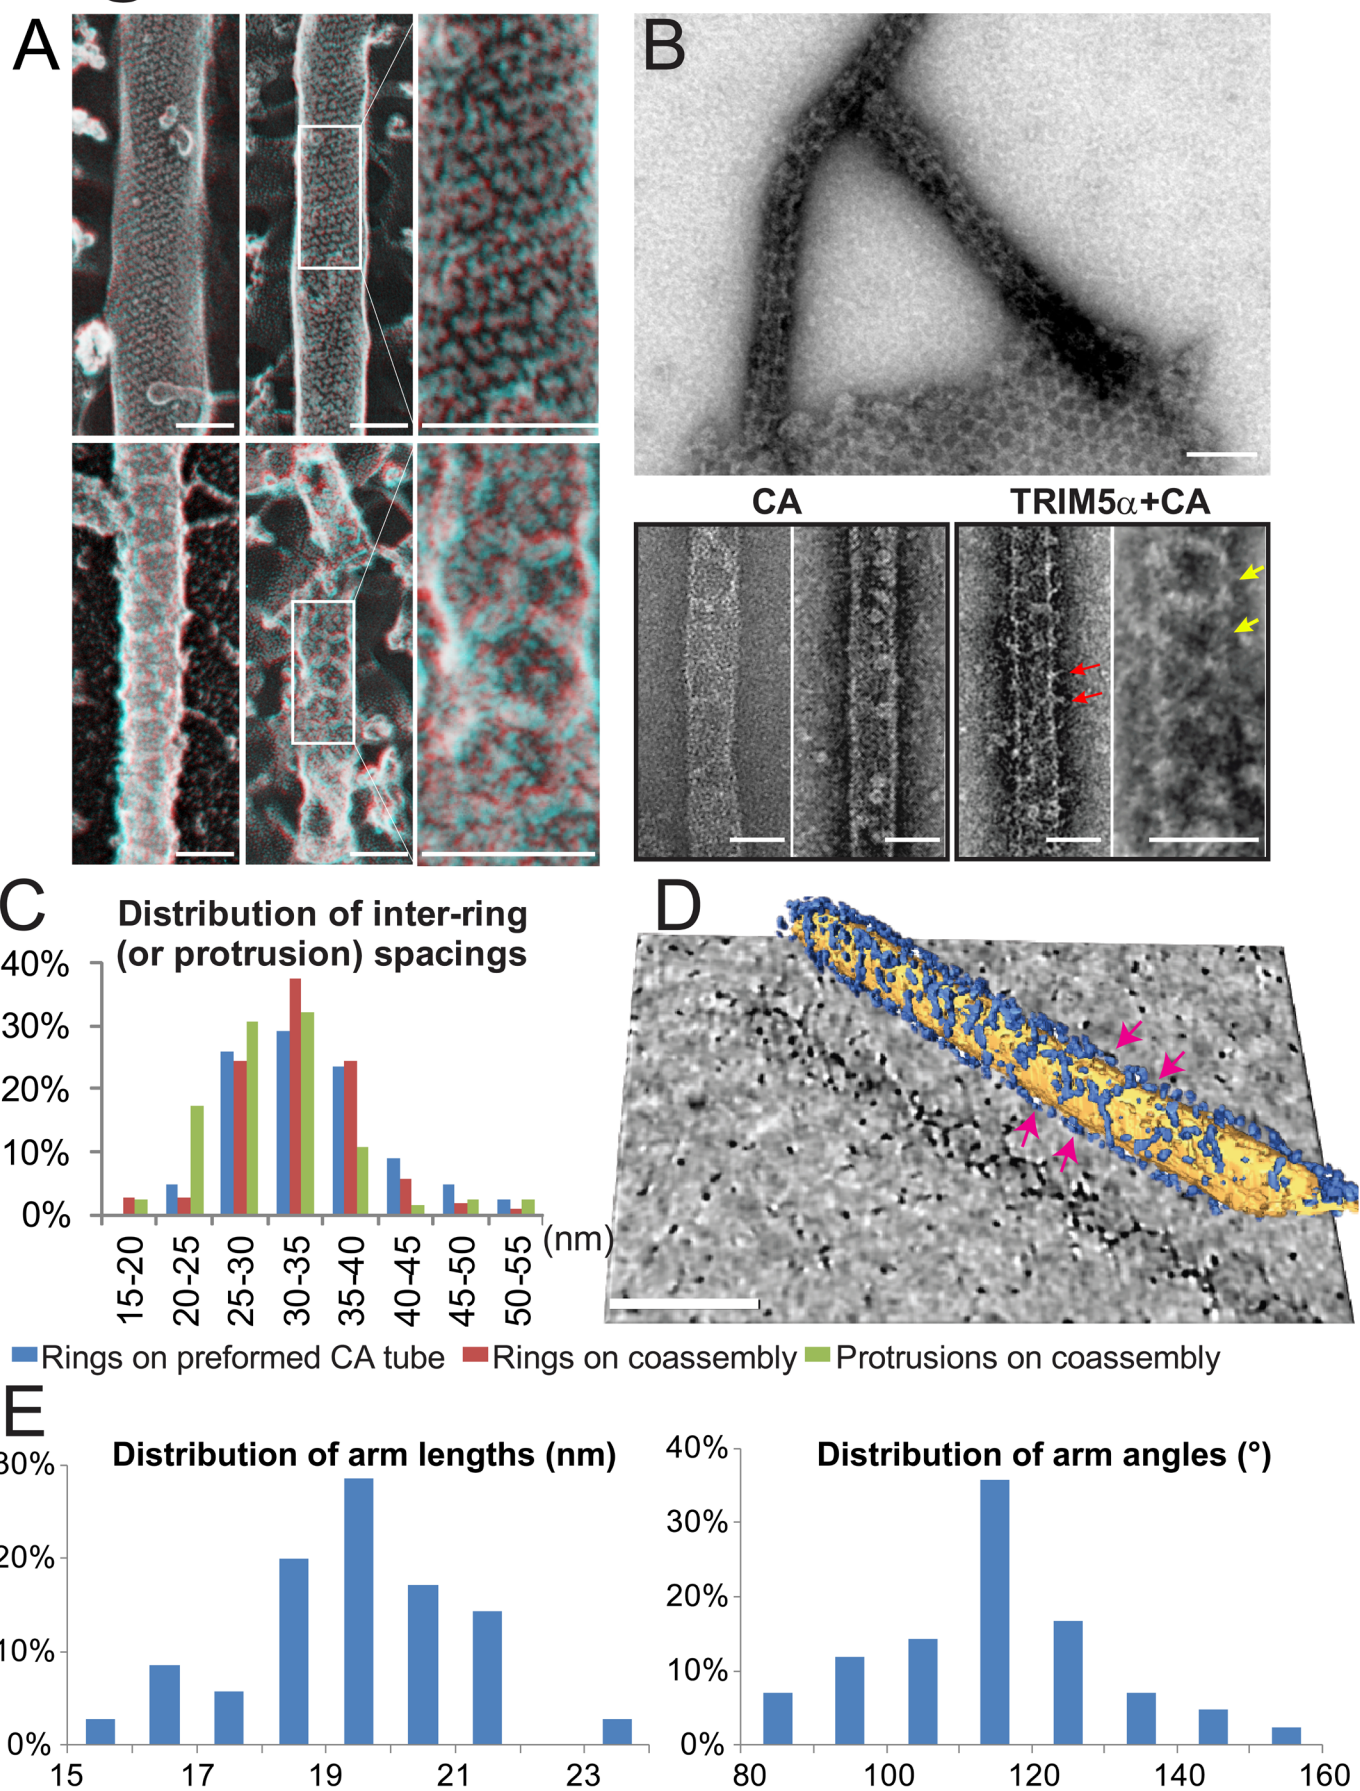 A
B
CA
TRIM5α+CA
C
Distribution of inter-ring
(or protrusion) spacings
40%
30%
20%
10%
0%
15-20
20-25
25-30
30-35
35-40
40-45
45-50
50-55
(nm)
D
Rings on preformed CA tube
Rings on coassembly
Protrusions on coassembly
E
Distribution of arm lengths (nm)
30%
20%
10%
0%
15
17
19
21
23
Distribution of arm angles (°)
40%
30%
20%
10%
0%
80
100
120
140
160